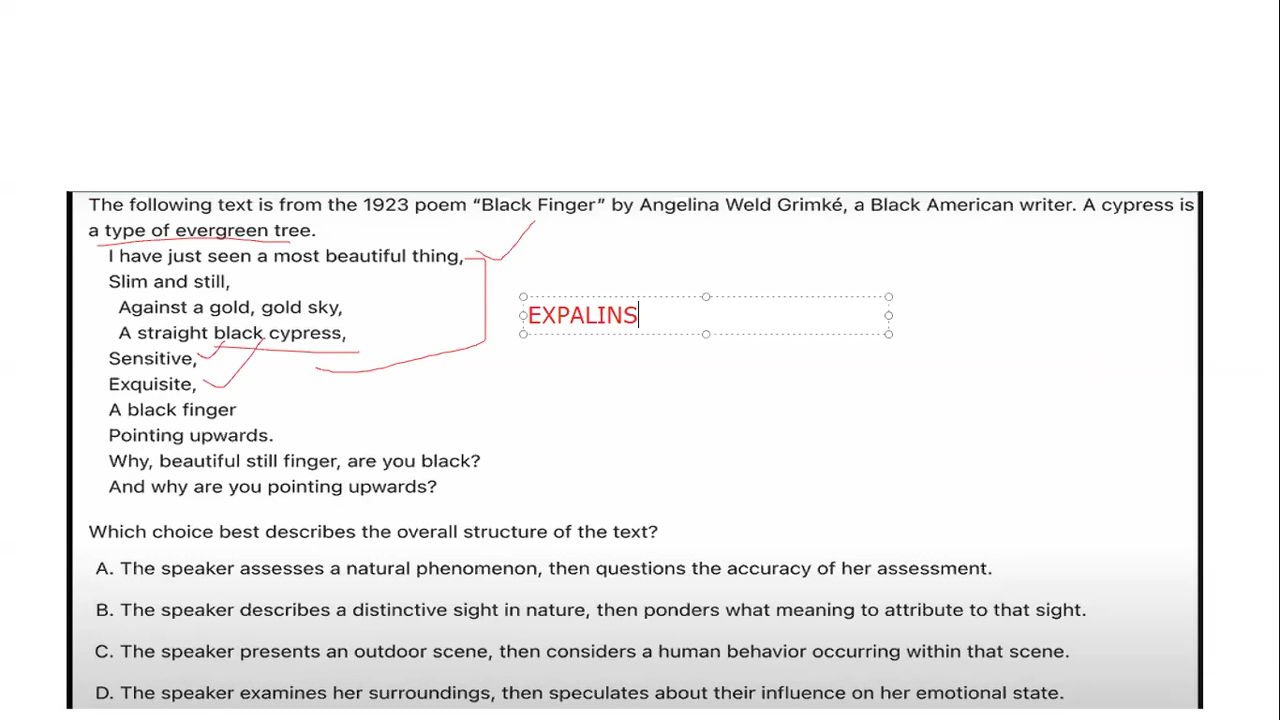 The following text is from the 1923 poem “Black Finger” by Angelina Weld Grimké, a Black American writer. A cypress is
a type of evergreen tree.
I have just seen a most beautiful thing,
Slim and still,
Against a gold, gold sky,
A straight black cypress,
Sensitive,
Exquisite,
A black finger
Pointing upwards.
Why, beautiful still finger, are you black?
And why are you pointing upwards?
EXPALINS
Which choice best describes the overall structure of the text?
A. The speaker assesses a natural phenomenon, then questions the accuracy of her assessment.
B. The speaker describes a distinctive sight in nature, then ponders what meaning to attribute to that sight.
C. The speaker presents an outdoor scene, then considers a human behavior occurring within that scene.
D. The speaker examines her surroundings, then speculates about their influence on her emotional state.